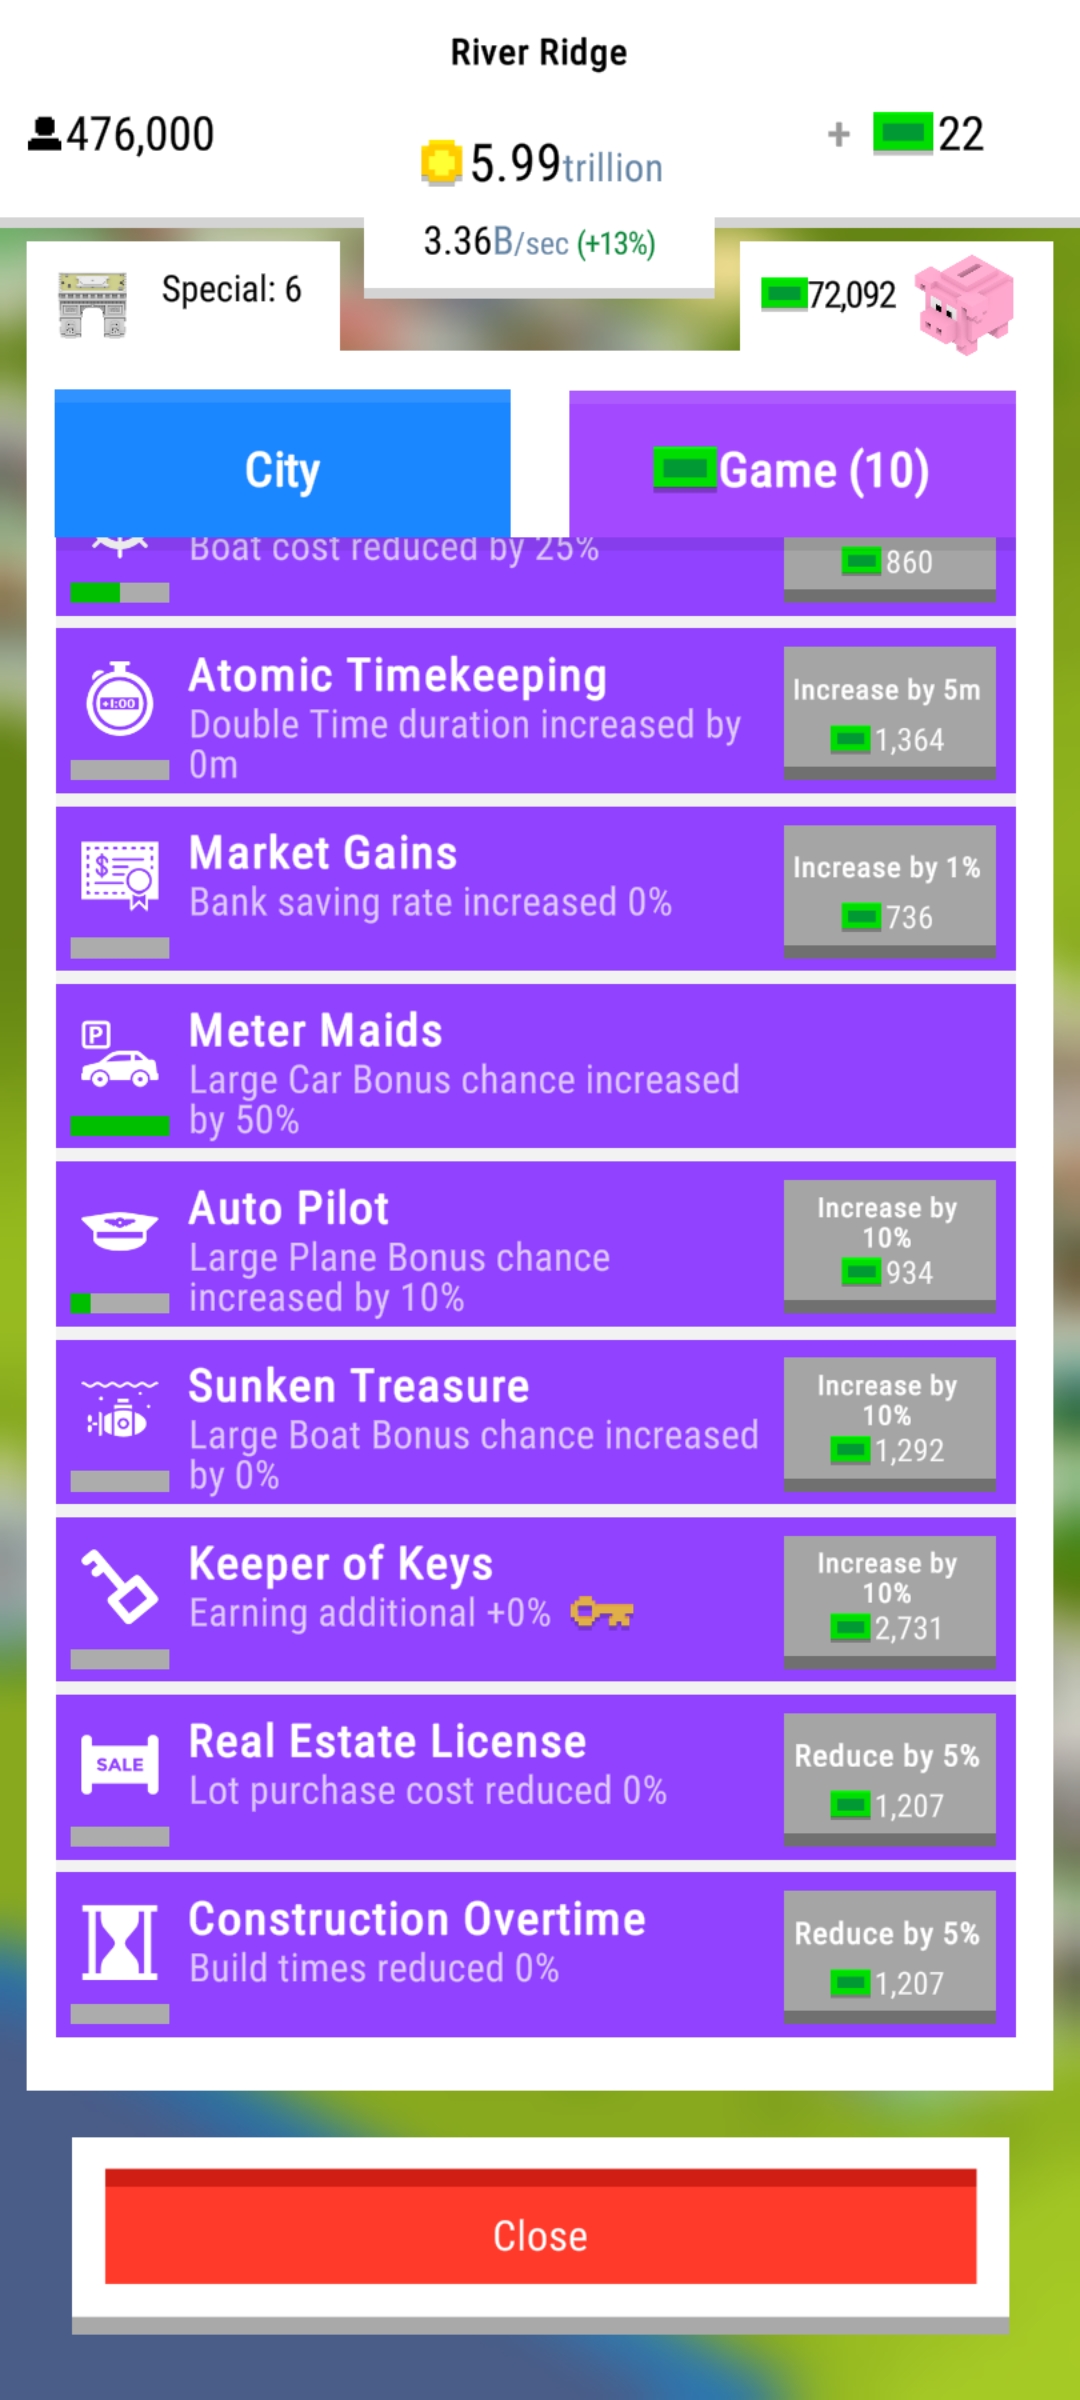 River Ridge
476,000
5.99trillion
+ 22
3.36B/sec (+13%)
Special: 6
72,092
City
Game (10)
Boat cost reduced by 25%
860
+1:00
Atomic Timekeeping
Double Time duration increased by
0m
Increase by 5m
1,364
$
Market Gains
Bank saving rate increased 0%
Increase by 1%
736
P
Meter Maids
Large Car Bonus chance increased
by 50%
Auto Pilot
Large Plane Bonus chance
increased by 10%
Increase by
10%
934
Sunken Treasure
Large Boat Bonus chance increased
by 0%
Increase by
10%
1,292
Keeper of Keys
Earning additional +0%
Increase by
10%
2,731
SALE
Real Estate License
Lot purchase cost reduced 0%
Reduce by 5%
1,207
Construction Overtime
Build times reduced 0%
Reduce by 5%
1,207
Close